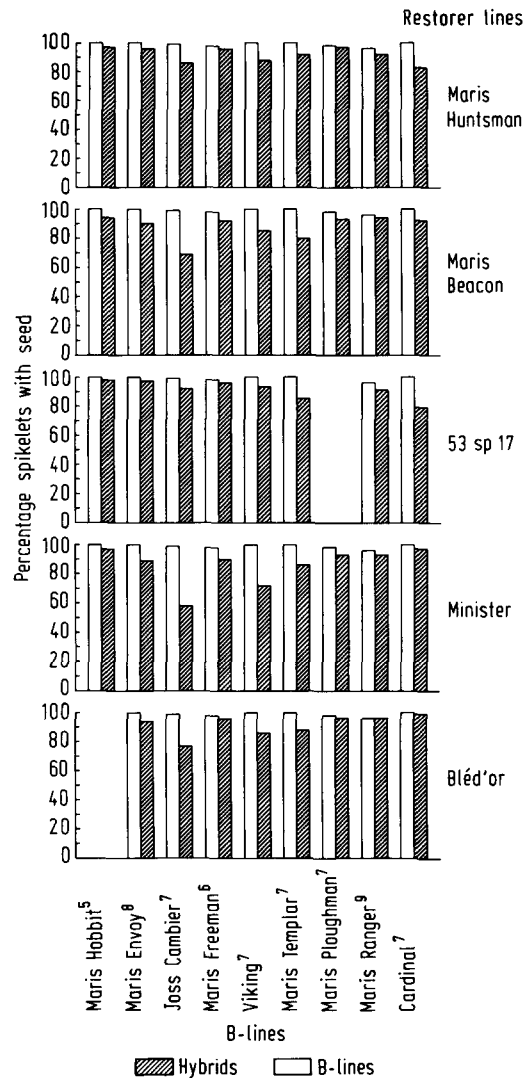 Restorer lines
Percentage spikelets with seed
100
80
60
40
20
0
Maris
Huntsman
100
80
60
40
20
0
Maris
Beacon
100
80
60
40
20
0
53 sp 17
100
80
60
40
20
0
Minister
100
80
60
40
20
0
Bléd'or
Maris Hobbit⁵
Maris Envoy⁸
Joss Cambier⁷
Maris Freeman⁶
Viking⁷
Maris Templar⁷
Maris Ploughman⁷
Maris Ranger⁹
Cardinal⁷
B-lines
Hybrids B-lines